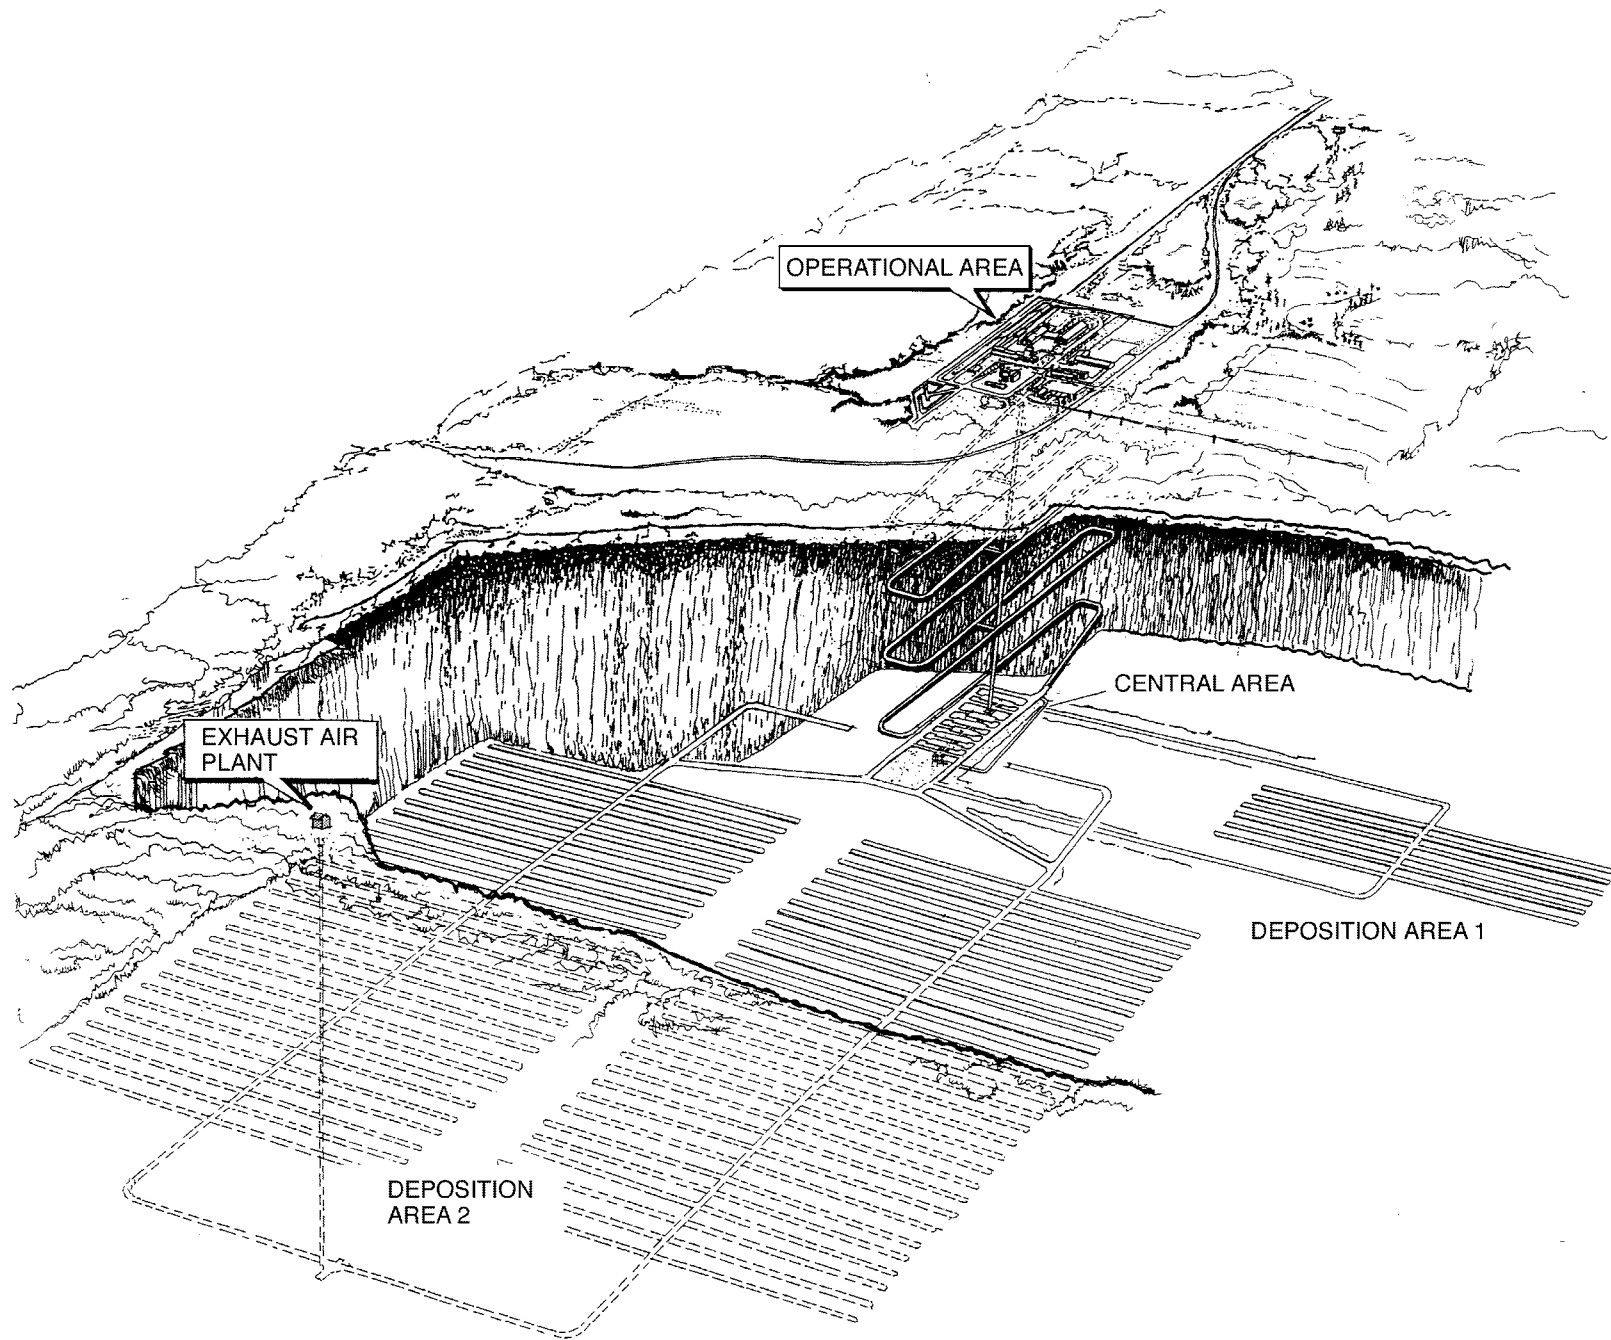 OPERATIONAL AREA
CENTRAL AREA
EXHAUST AIR
PLANT
DEPOSITION AREA 1
DEPOSITION
AREA 2